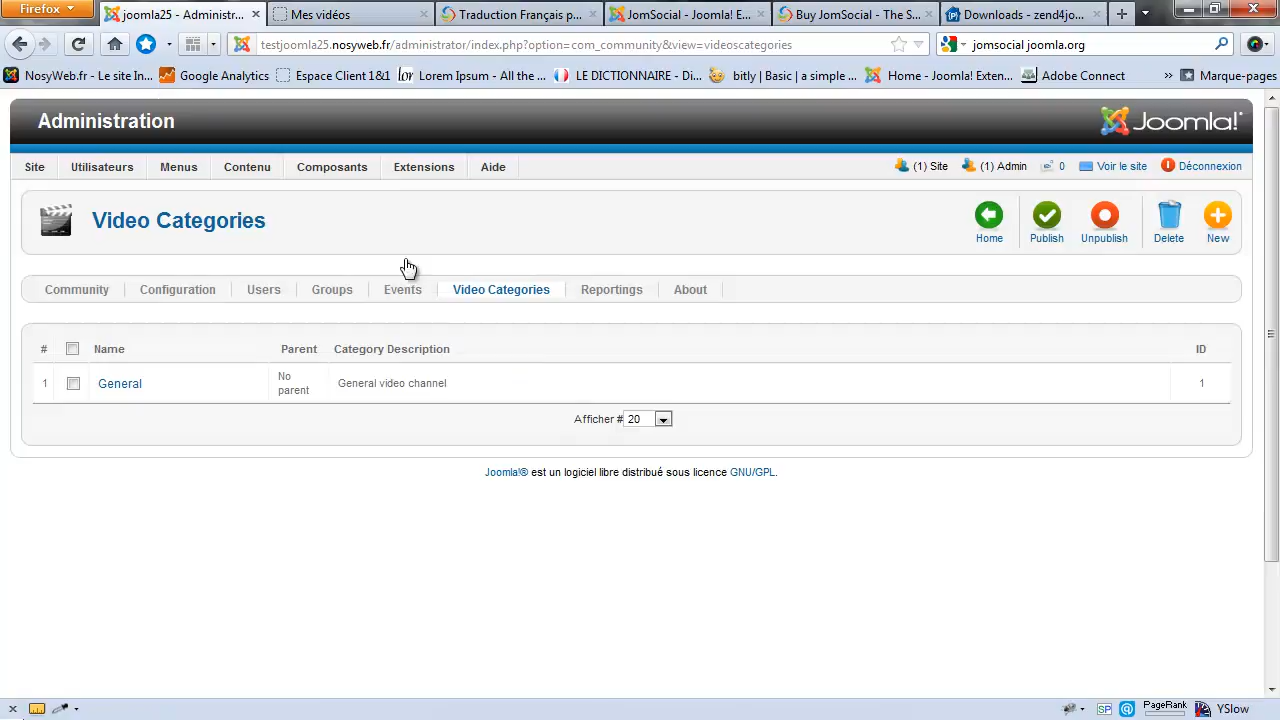 Firefox
joomla25 - Administr...
Mes vidéos
Traduction Français p...
JomSocial - Joomla! E...
Buy JomSocial - The S...
Downloads - zend4jo...
testjoomla25.nosyweb.fr/administrator/index.php?option=com_community&view=videoscategories
jomsocial joomla.org
NosyWeb.fr - Le site In...
Google Analytics
Espace Client 1&1
Lorem Ipsum - All the ...
LE DICTIONNAIRE - Di...
bitly | Basic | a simple ...
Home - Joomla! Exten...
Adobe Connect
»
Marque-pages
Administration
Joomla!
Site
Utilisateurs
Menus
Contenu
Composants
Extensions
Aide
(1) Site
(1) Admin
0
Voir le site
Déconnexion
Video Categories
Home
Publish
Unpublish
Delete
New
Community
Configuration
Users
Groups
Events
Video Categories
Reportings
About
# Name Parent Category Description ID
1 General No parent General video channel 1
Afficher # 20
Joomla!® est un logiciel libre distribué sous licence GNU/GPL.
SP
PageRank
YSlow